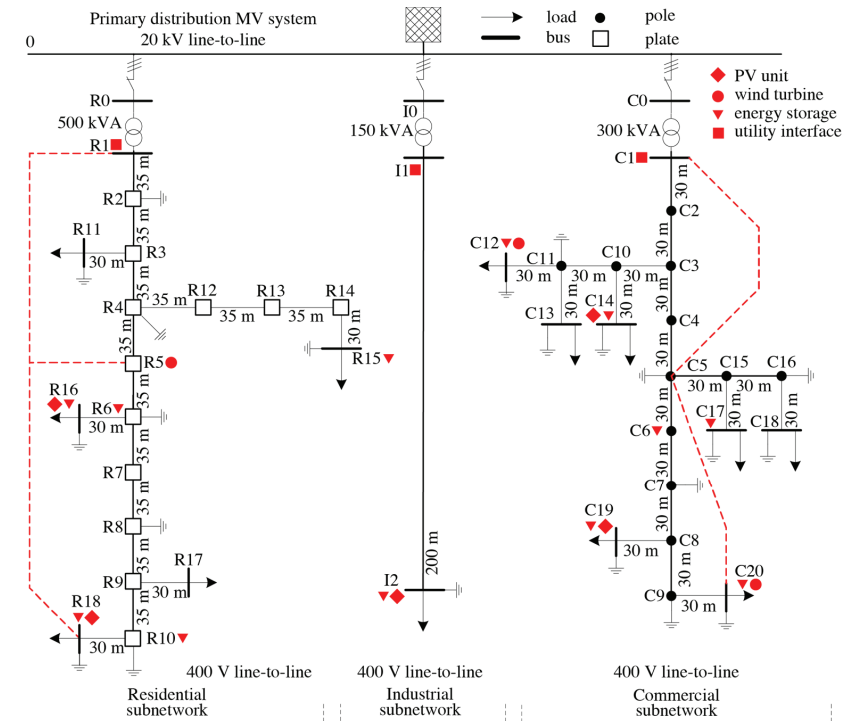 Primary distribution MV system
20 kV line-to-line
0
load
pole
bus
plate
PV unit
wind turbine
energy storage
utility interface
R0
500 kVA
R1
35 m
R2
35 m
R11
R3
30 m
35 m
R4
35 m
R12
35 m
R13
35 m
R14
30 m
R15
35 m
R5
35 m
R16
R6
30 m
35 m
R7
35 m
R8
35 m
R17
R9
30 m
35 m
R18
R10
30 m
400 V line-to-line
Residential
subnetwork
I0
150 kVA
I1
200 m
I2
400 V line-to-line
Industrial
subnetwork
C0
300 kVA
C1
30 m
C2
30 m
C12
C11
C10
C3
30 m
30 m
30 m
30 m
C13
30 m
C14
30 m
C4
30 m
C5
C15
C16
30 m
30 m
30 m
C17
30 m
C18
30 m
C6
30 m
C7
30 m
C19
C8
30 m
30 m
C20
C9
30 m
400 V line-to-line
Commercial
subnetwork